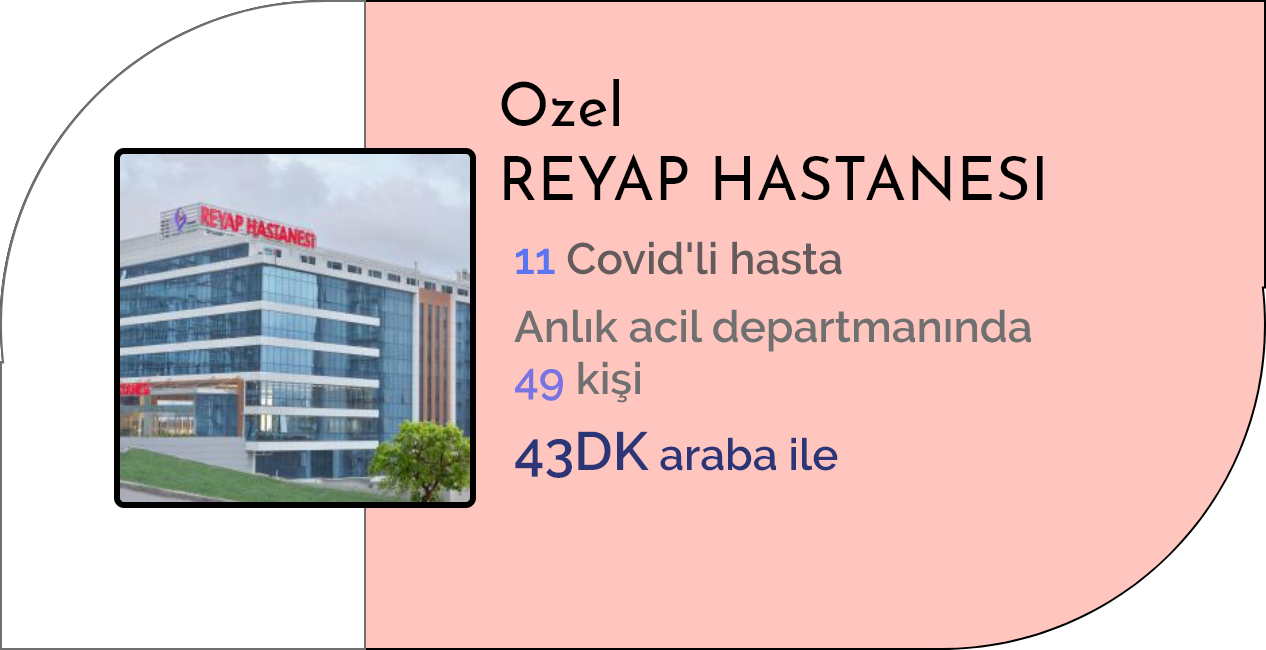 Ozel
REYAP HASTANESI
11 Covid'li hasta
Anlık acil departmanında
49 kişi
43DK araba ile
REYAP HASTANESI